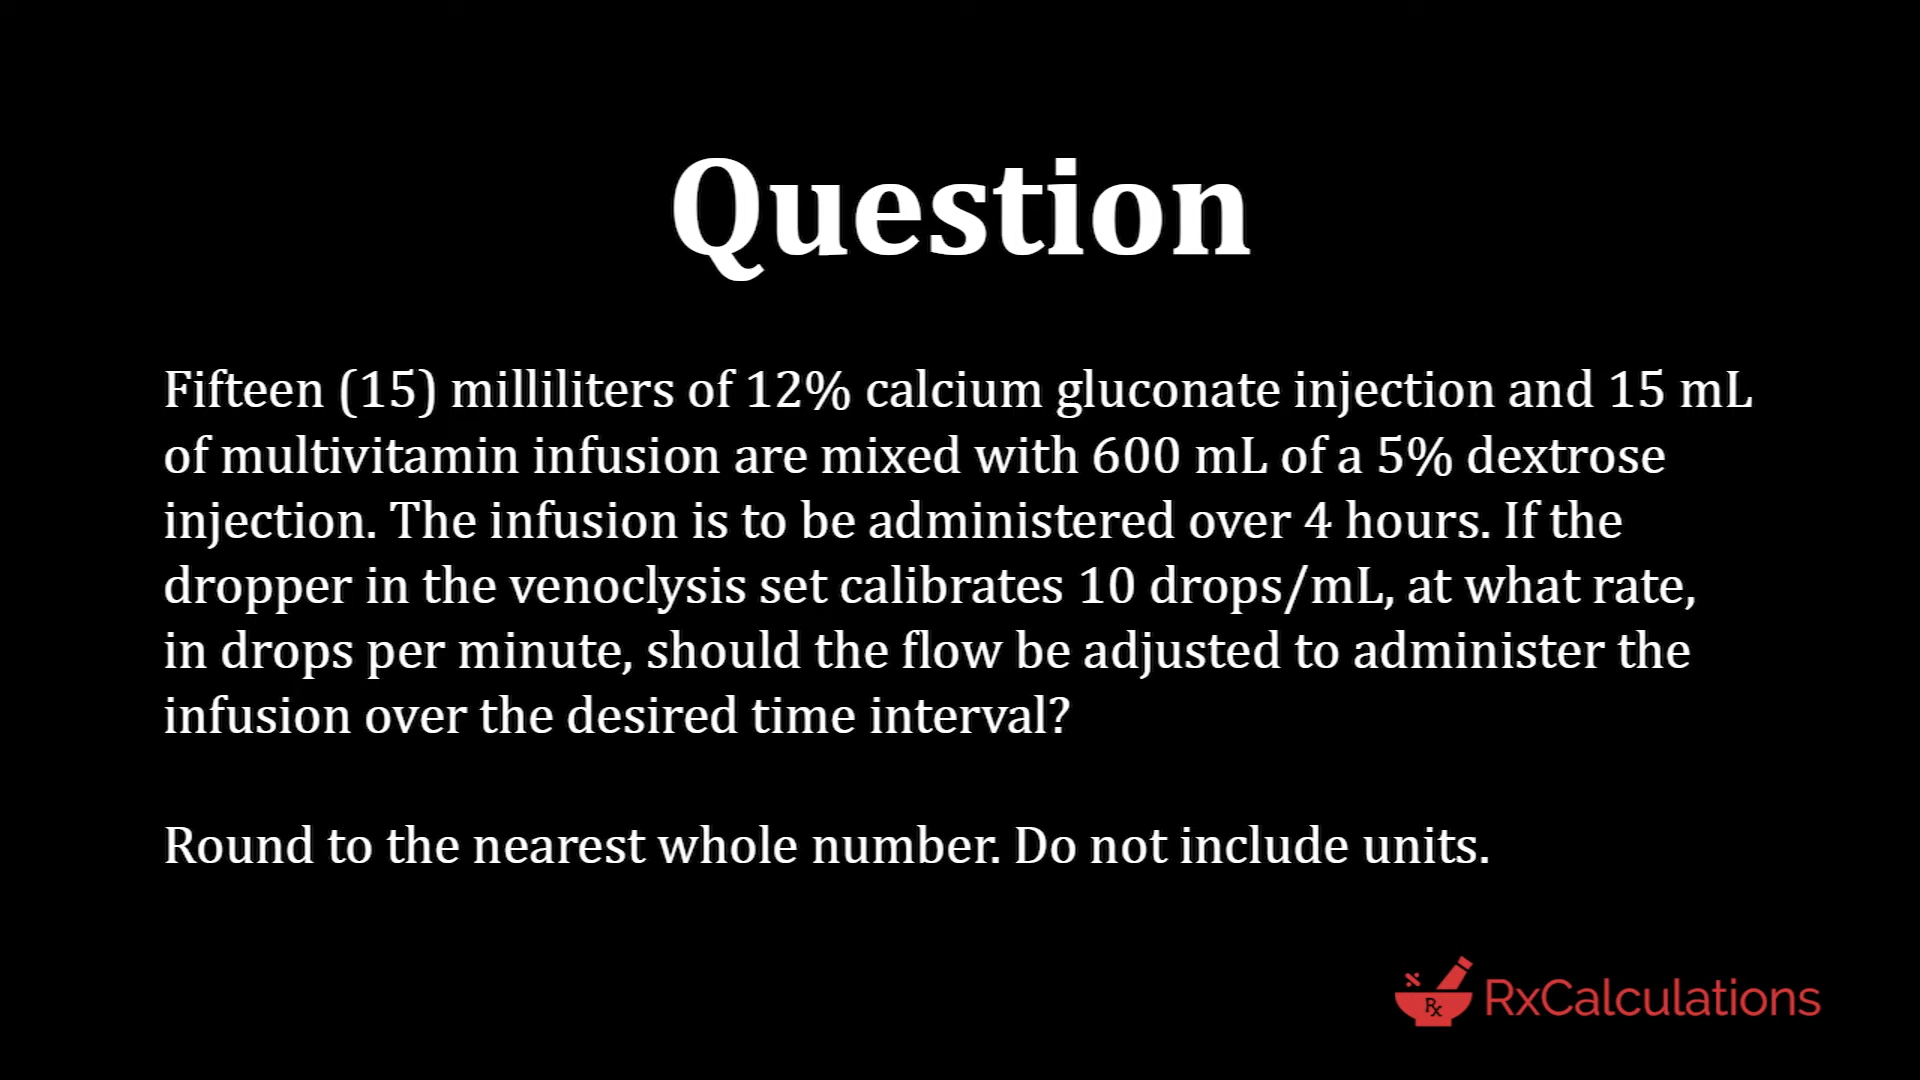 Question
Fifteen (15) milliliters of 12% calcium gluconate injection and 15 mL
of multivitamin infusion are mixed with 600 mL of a 5% dextrose
injection. The infusion is to be administered over 4 hours. If the
dropper in the venoclysis set calibrates 10 drops/mL, at what rate,
in drops per minute, should the flow be adjusted to administer the
infusion over the desired time interval?
Round to the nearest whole number. Do not include units.
Rx RxCalculations